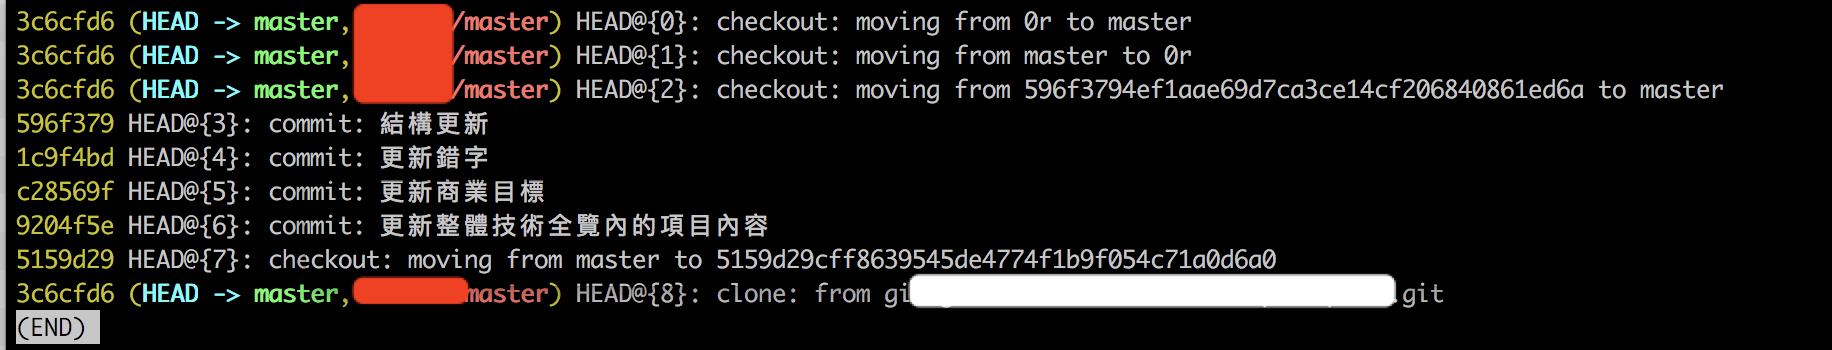 3c6cfd6 (HEAD -> master, /master) HEAD@{0}: checkout: moving from 0r to master
3c6cfd6 (HEAD -> master, /master) HEAD@{1}: checkout: moving from master to 0r
3c6cfd6 (HEAD -> master, /master) HEAD@{2}: checkout: moving from 596f3794ef1aae69d7ca3ce14cf206840861ed6a to master
596f379 HEAD@{3}: commit: 結構更新
1c9f4bd HEAD@{4}: commit: 更新錯字
c28569f HEAD@{5}: commit: 更新商業目標
9204f5e HEAD@{6}: commit: 更新整體技術全覽內的項目內容
5159d29 HEAD@{7}: checkout: moving from master to 5159d29cff8639545de4774f1b9f054c71a0d6a0
3c6cfd6 (HEAD -> master, master) HEAD@{8}: clone: from gi .git
(END)